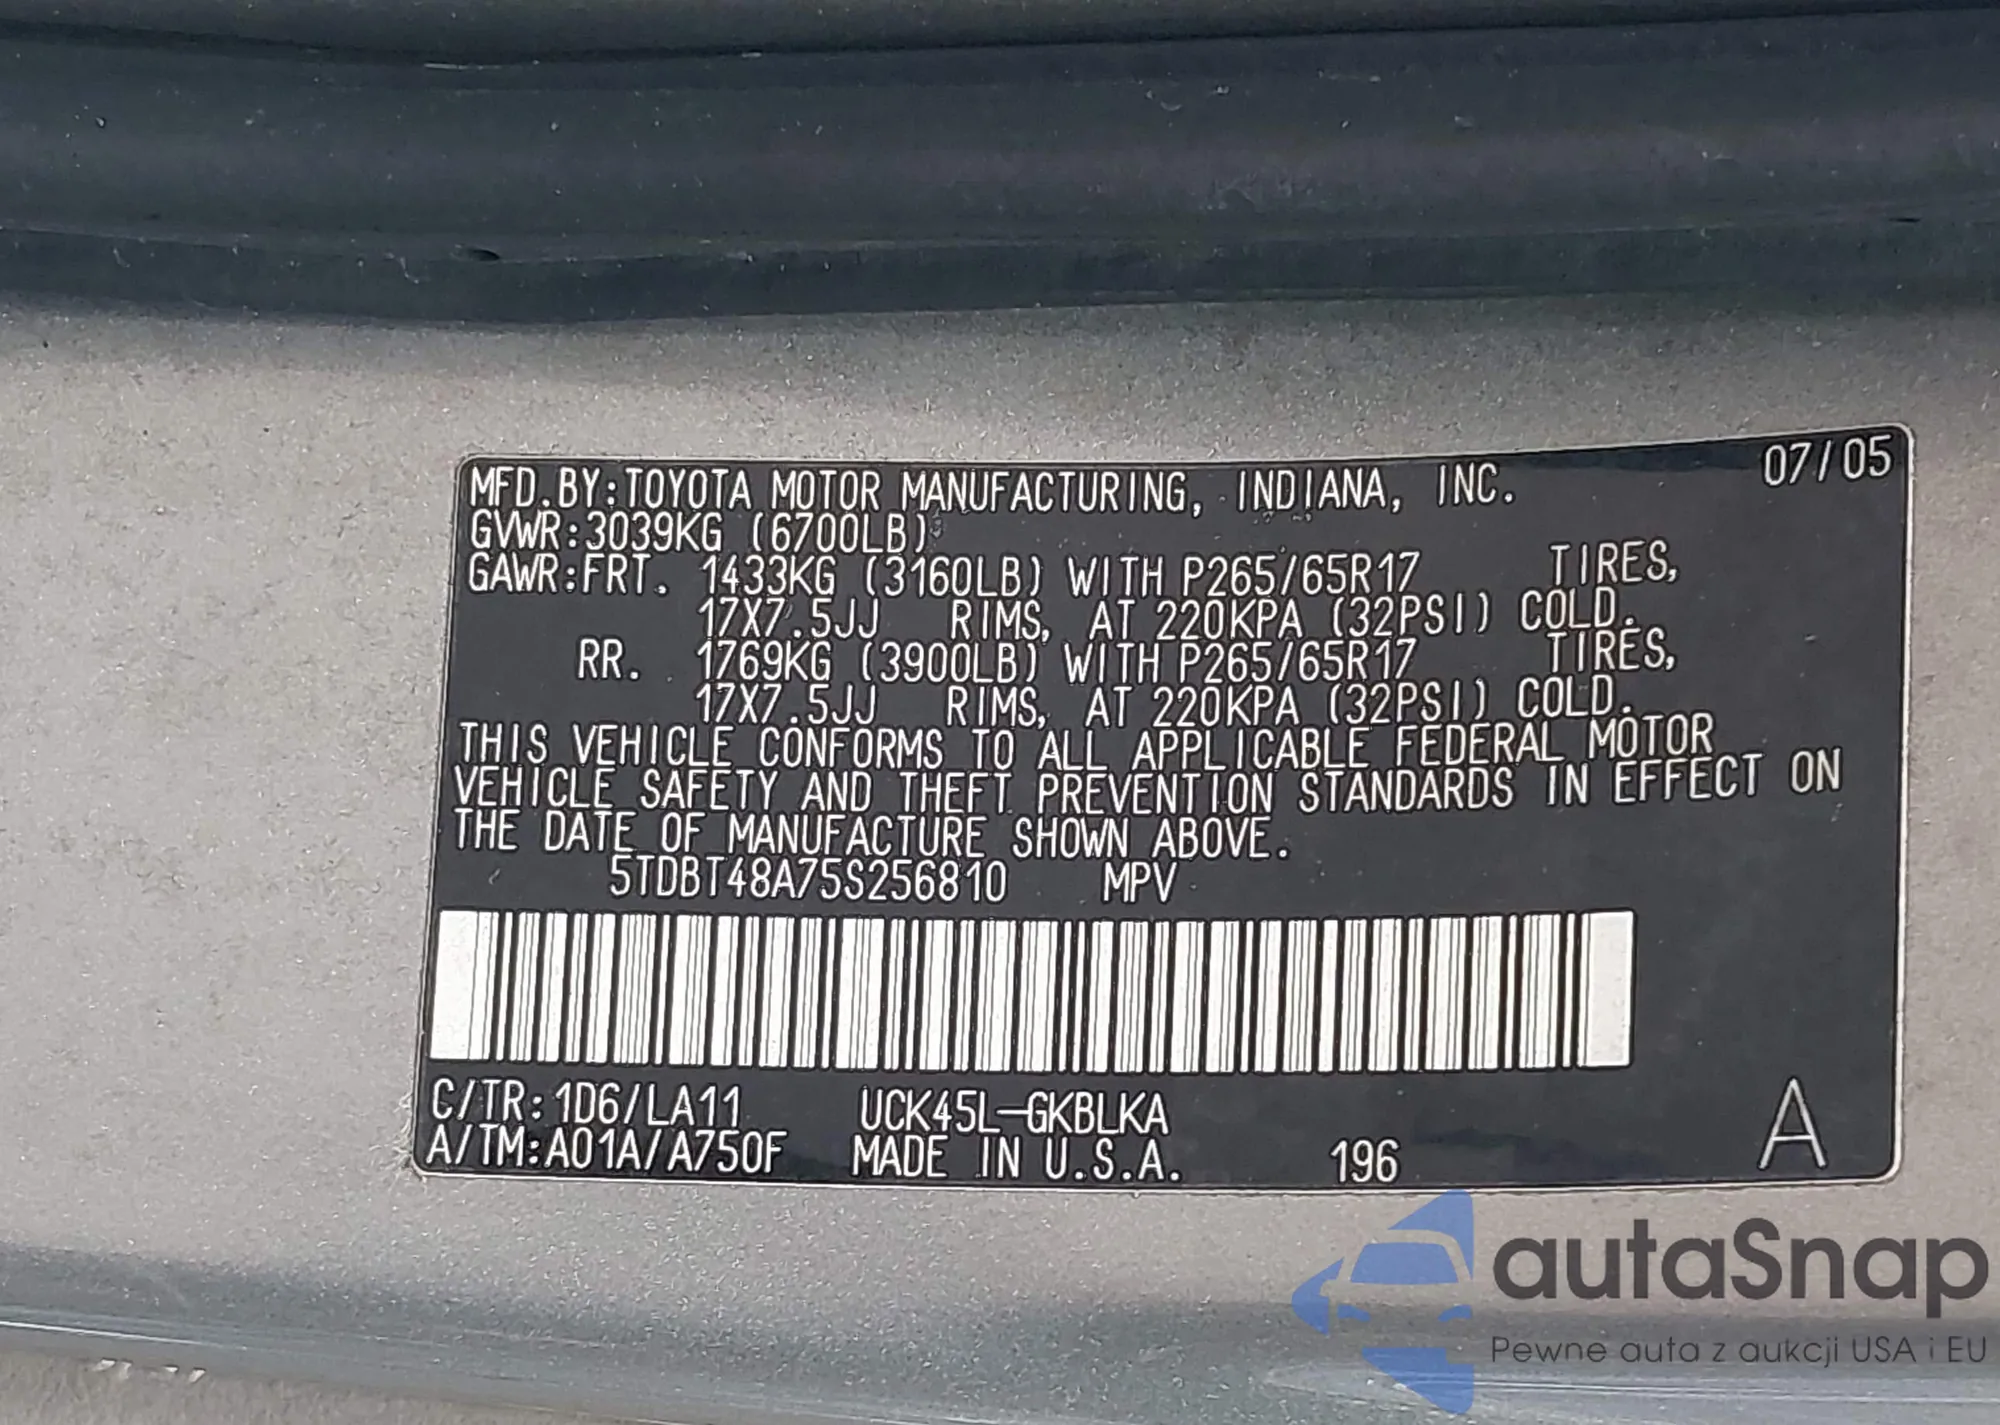 07/05
MFD.BY:TOYOTA MOTOR MANUFACTURING, INDIANA, INC.
GVWR:3039KG (6700LB)
GAWR:FRT. 1433KG (3160LB) WITH P265/65R17 TIRES,
17X7.5JJ RIMS, AT 220KPA (32PSI) COLD.
RR. 1769KG (3900LB) WITH P265/65R17 TIRES,
17X7.5JJ RIMS, AT 220KPA (32PSI) COLD.
THIS VEHICLE CONFORMS TO ALL APPLICABLE FEDERAL MOTOR
VEHICLE SAFETY AND THEFT PREVENTION STANDARDS IN EFFECT ON
THE DATE OF MANUFACTURE SHOWN ABOVE.
5TDBT48A75S256810 MPV
C/TR:1D6/LA11 UCK45L-GKBLKA
A/TM:A01A/A750F MADE IN U.S.A. 196 A
autaSnap
Pewne auta z aukcji USA i EU